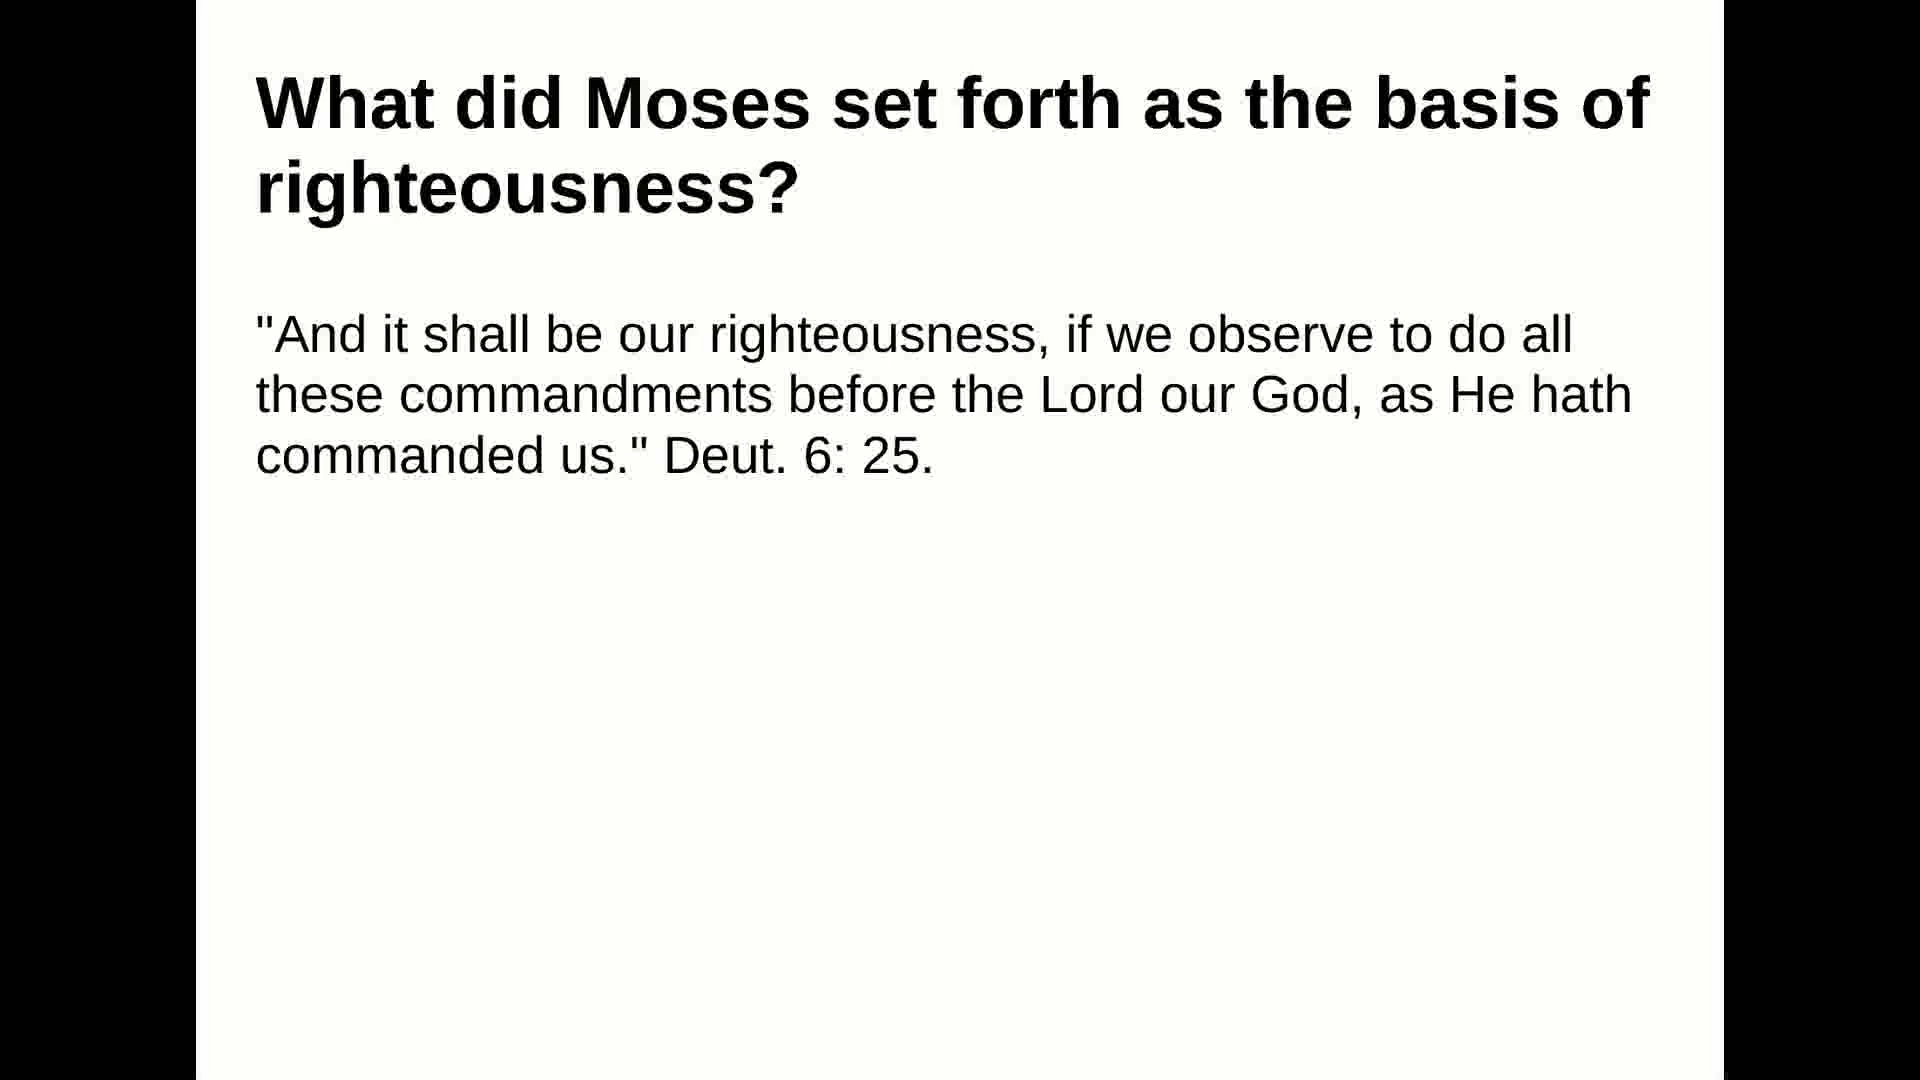 What did Moses set forth as the basis of
righteousness?
"And it shall be our righteousness, if we observe to do all
these commandments before the Lord our God, as He hath
commanded us." Deut. 6: 25.